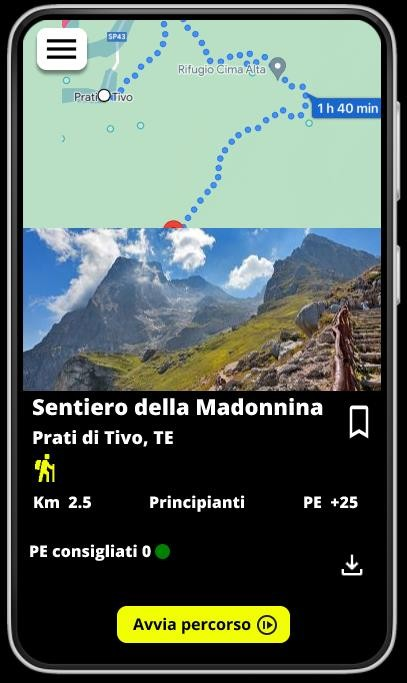 SP43
Rifugio Cima Alta
Prati Tivo
1 h 40 min
Sentiero della Madonnina
Prati di Tivo, TE
Km 2.5 Principianti PE +25
PE consigliati 0
Avvia percorso